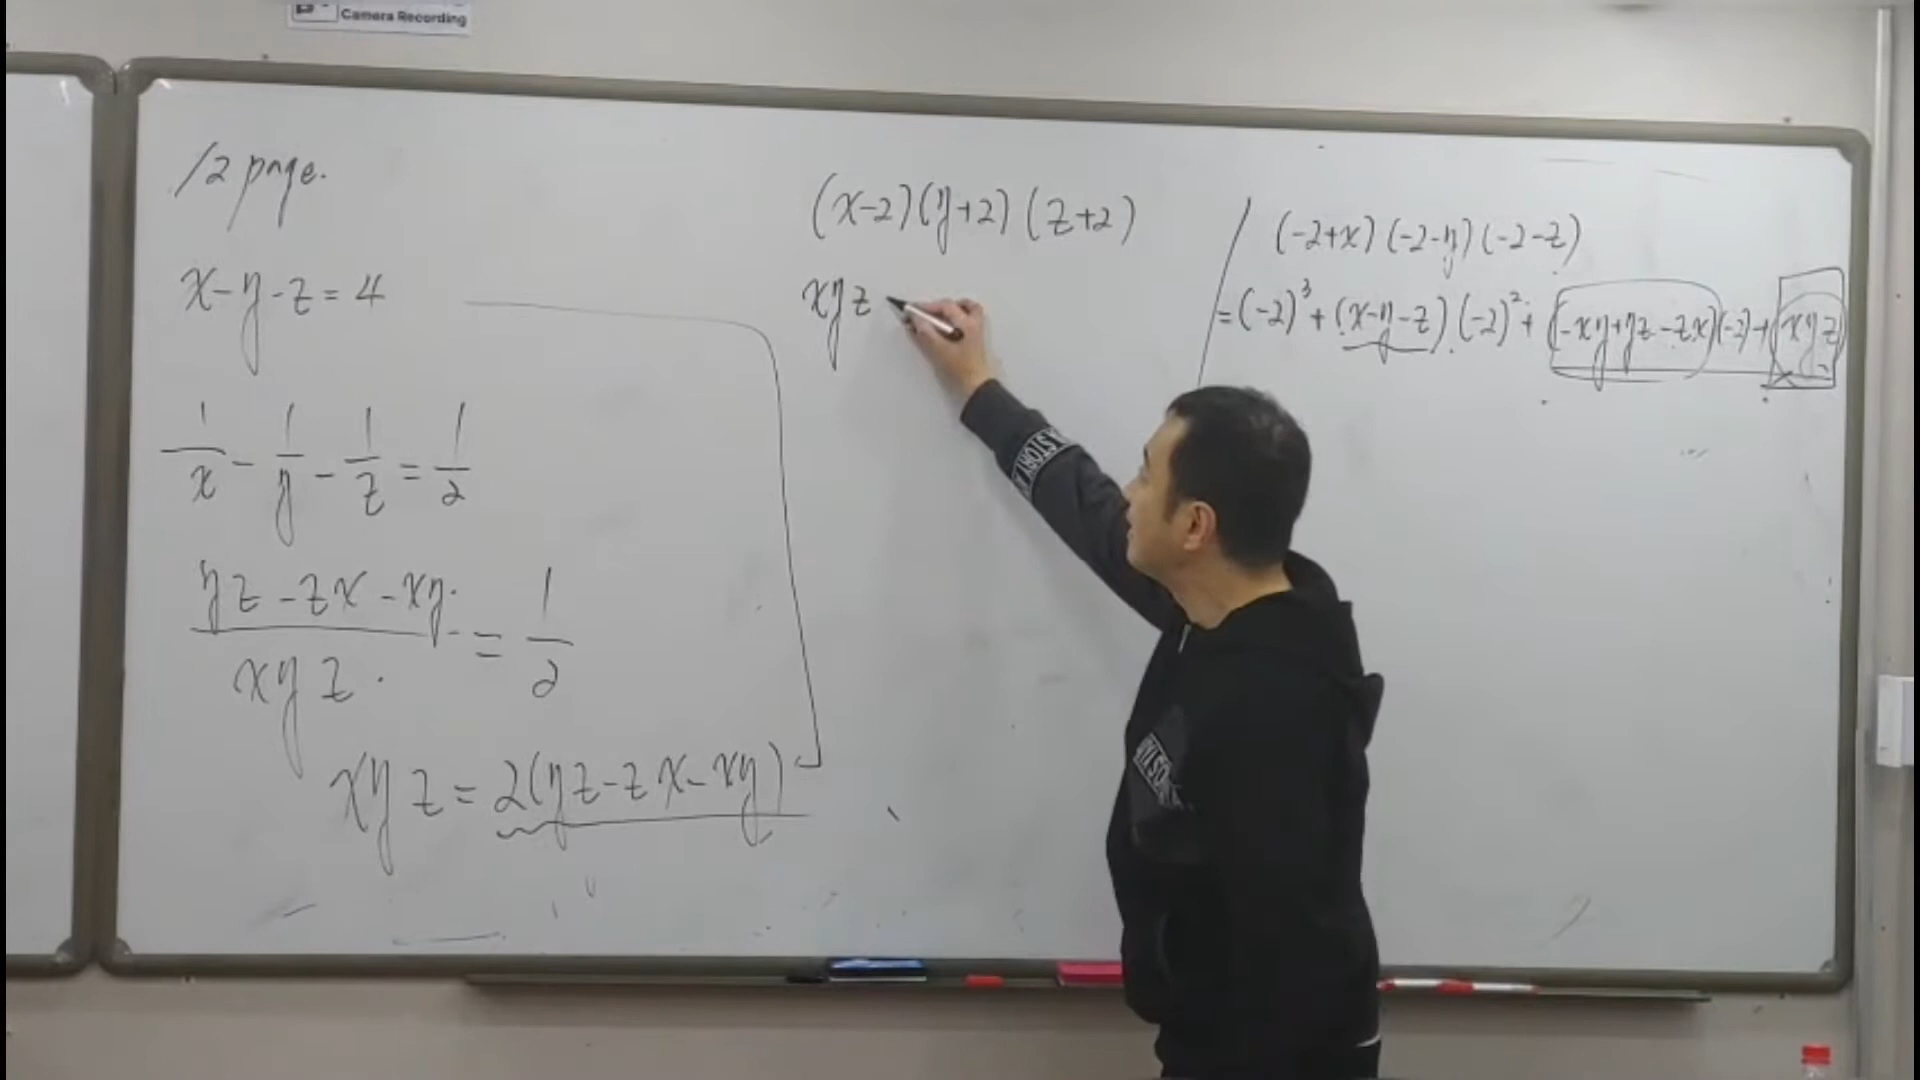 Camera Recording
12 page.
x-y-z=4
1/x - 1/y - 1/z = 1/2
yz-zx-xy. / xyz. = 1/2
xyz=2(yz-zx-xy)
(x-2)(y+2)(z+2)
xyz
(-2+x)(-2-y)(-2-z)
=(-2)³+(x-y-z)(-2)²+(-xy+yz-zx)(-2)+xyz